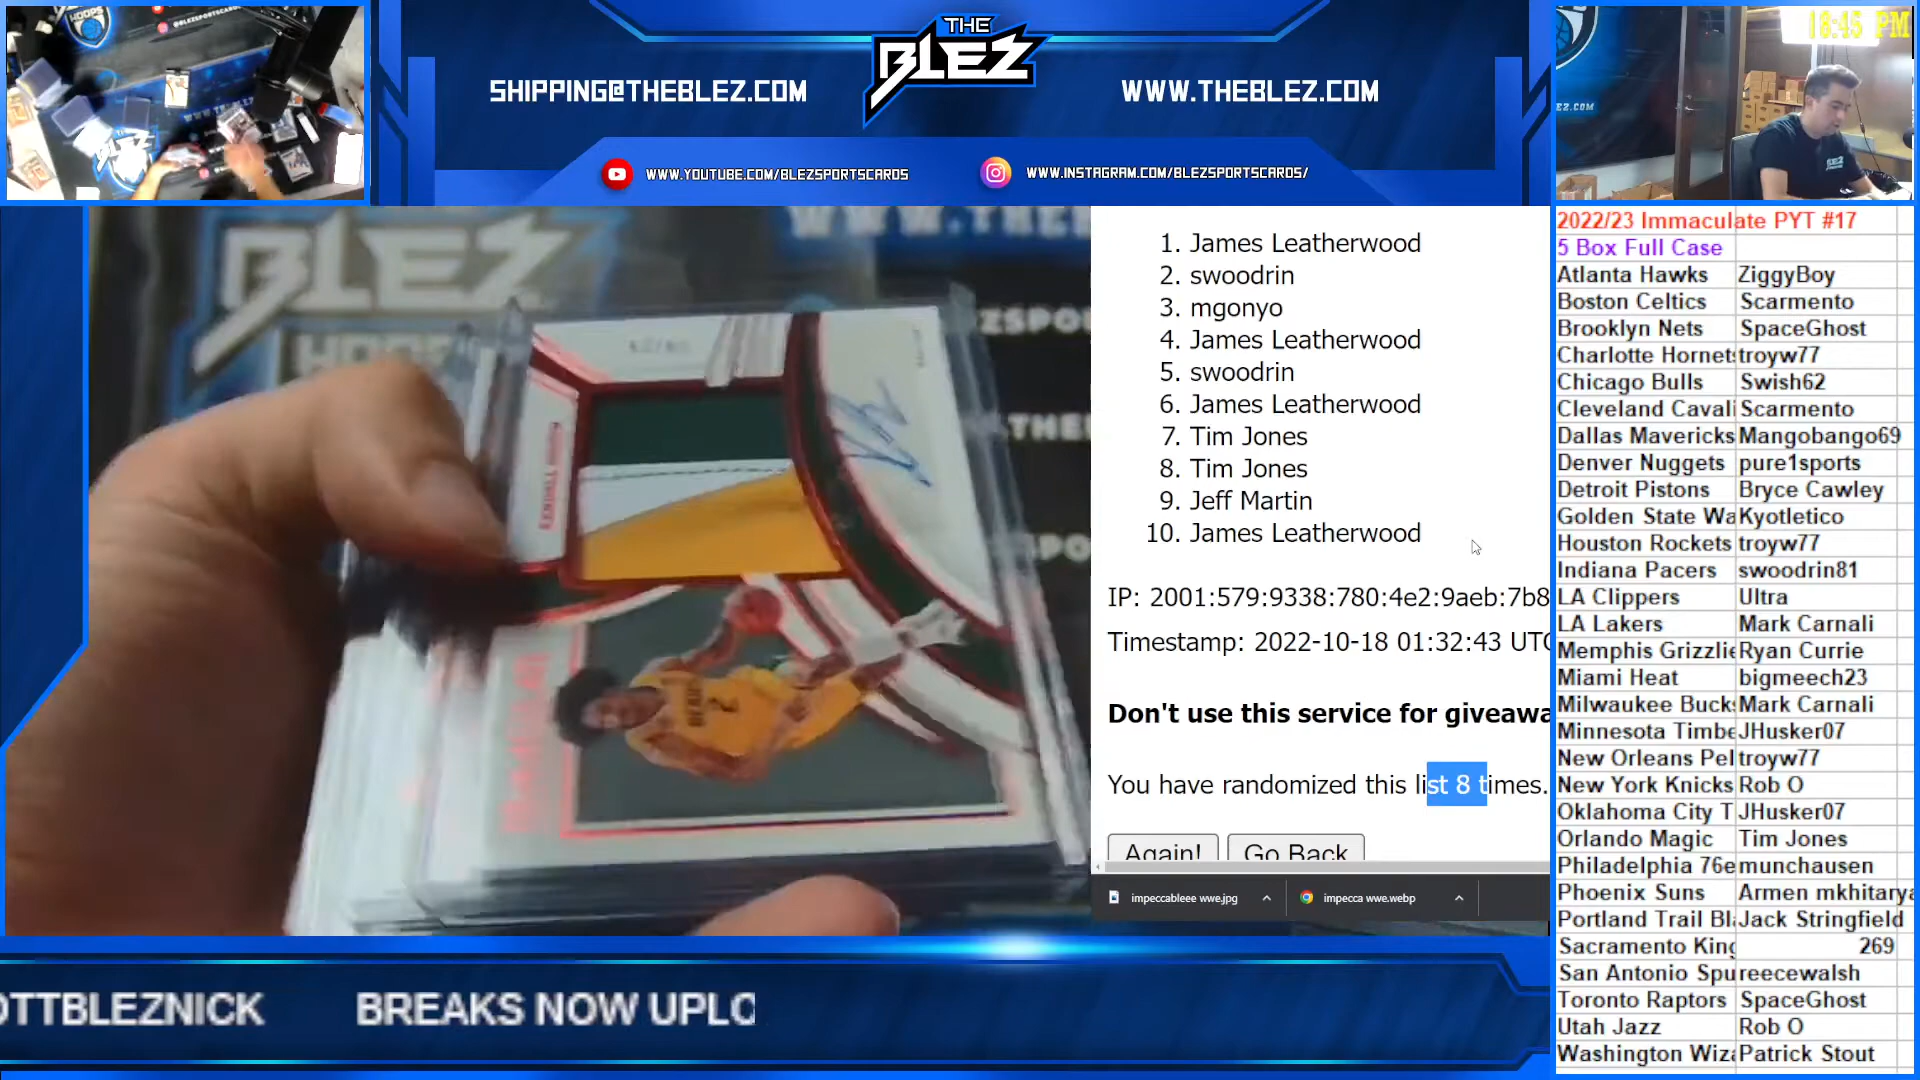 THE
BLEZ
SHIPPING@THEBLEZ.COM
WWW.THEBLEZ.COM
WWW.YOUTUBE.COM/BLEZSPORTSCARDS
WWW.INSTAGRAM.COM/BLEZSPORTSCARDS/
18:45 PM
1. James Leatherwood
2. swoodrin
3. mgonyo
4. James Leatherwood
5. swoodrin
6. James Leatherwood
7. Tim Jones
8. Tim Jones
9. Jeff Martin
10. James Leatherwood
IP: 2001:579:9338:780:4e2:9aeb:7b8
Timestamp: 2022-10-18 01:32:43 UTC
Don't use this service for giveawa
You have randomized this list 8 times.
Again! Go Back
impeccableee wwe.jpg
impecca wwe.webp
2022/23 Immaculate PYT #17
5 Box Full Case
Atlanta Hawks ZiggyBoy
Boston Celtics Scarmento
Brooklyn Nets SpaceGhost
Charlotte Hornets troyw77
Chicago Bulls Swish62
Cleveland Cavali Scarmento
Dallas Mavericks Mangobango69
Denver Nuggets pure1sports
Detroit Pistons Bryce Cawley
Golden State Wa Kyotletico
Houston Rockets troyw77
Indiana Pacers swoodrin81
LA Clippers Ultra
LA Lakers Mark Carnali
Memphis Grizzlie Ryan Currie
Miami Heat bigmeech23
Milwaukee Bucks Mark Carnali
Minnesota Timbe JHusker07
New Orleans Pel troyw77
New York Knicks Rob O
Oklahoma City T JHusker07
Orlando Magic Tim Jones
Philadelphia 76e munchausen
Phoenix Suns Armen mkhitarya
Portland Trail Bla Jack Stringfield
Sacramento King 269
San Antonio Spu reecewalsh
Toronto Raptors SpaceGhost
Utah Jazz Rob O
Washington Wiza Patrick Stout
BLEZ
HOOPS
OTTBLEZNICK
BREAKS NOW UPLO